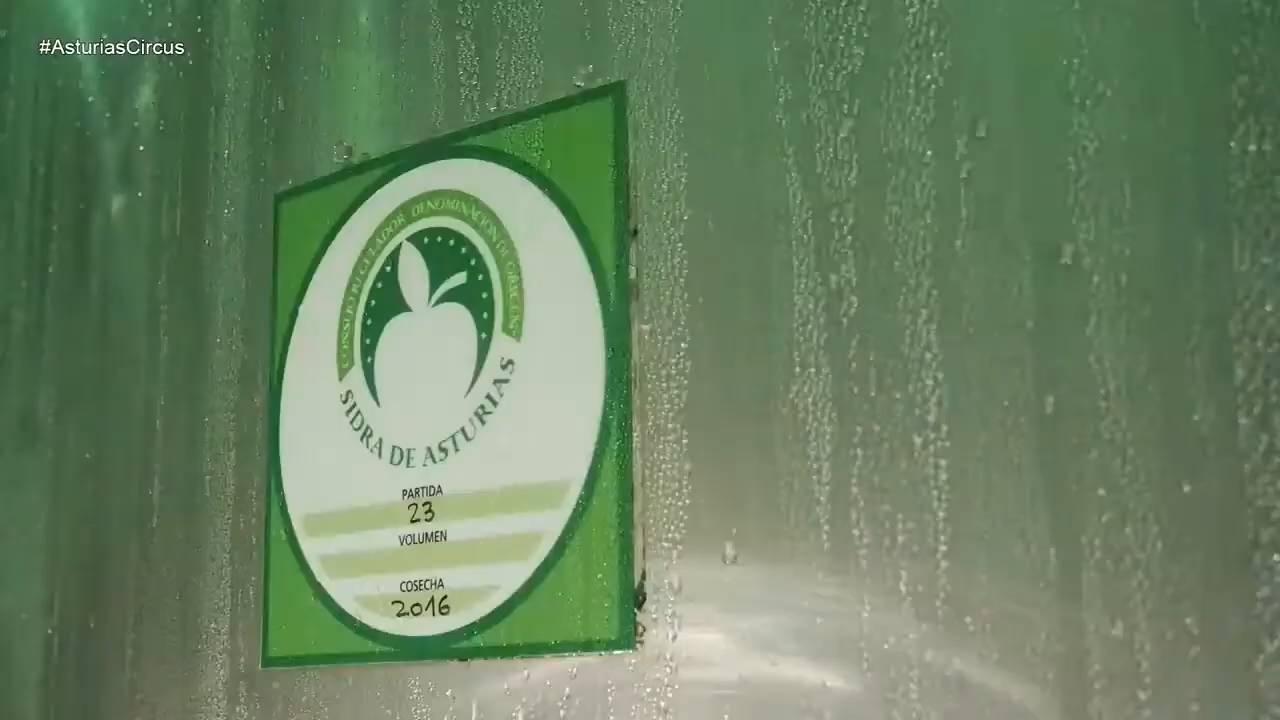 #AsturiasCircus
CONSEJO REGULADOR DENOMINACIÓN DE ORIGEN
SIDRA DE ASTURIAS
PARTIDA
23
VOLUMEN
COSECHA
2016